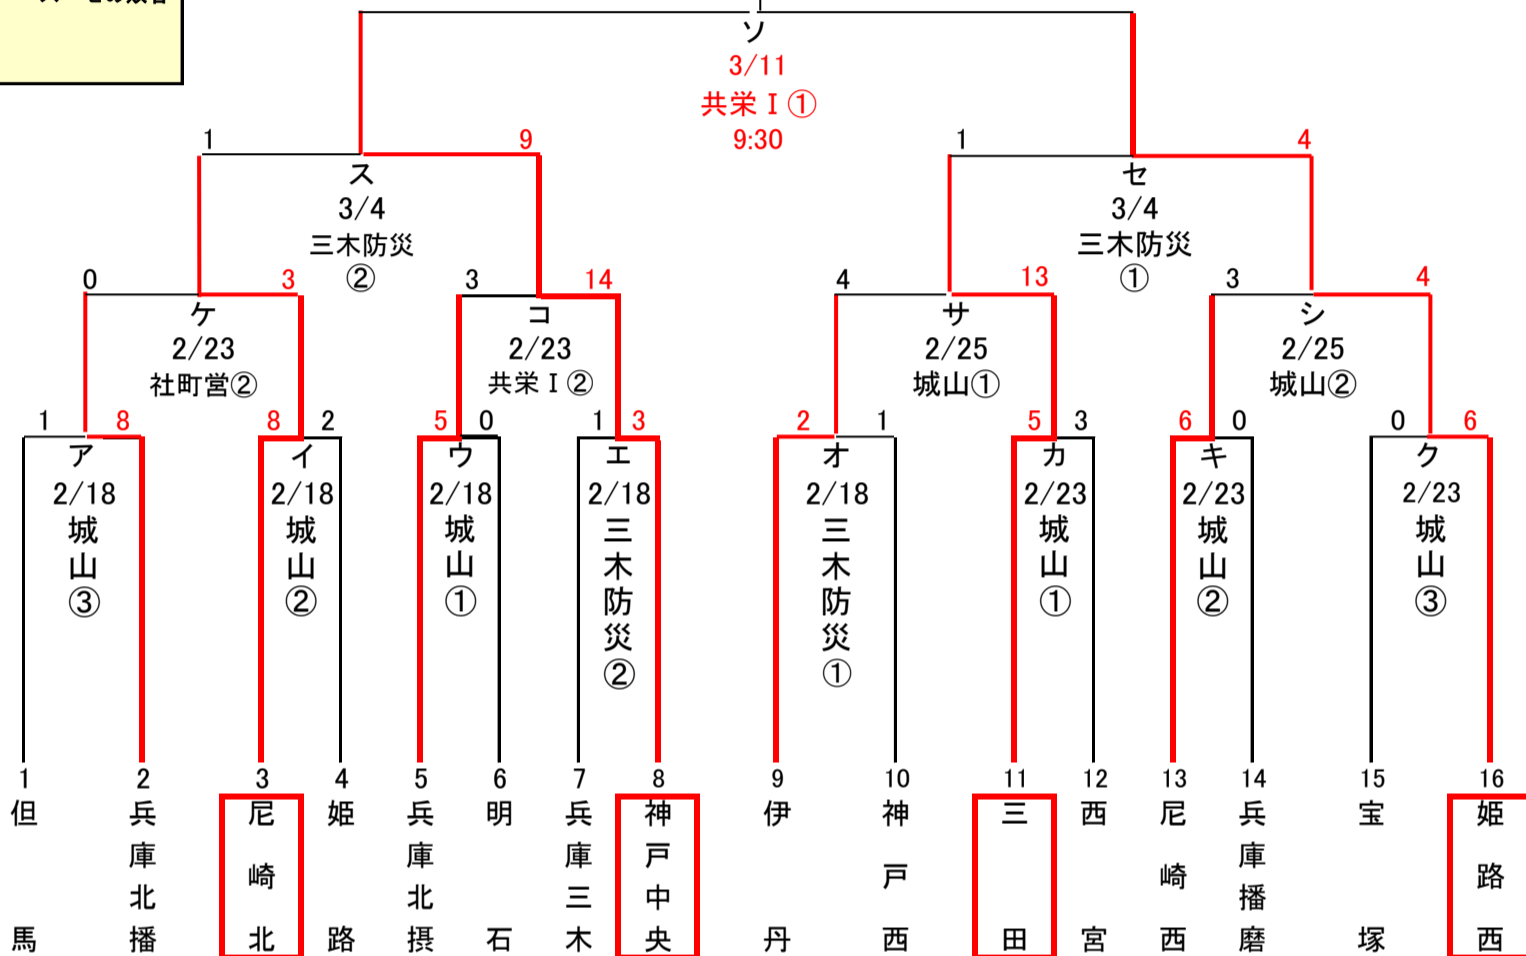 ソ
3/11
共栄Ⅰ①
9:30
1 9
1 4
ス
3/4
三木防災
②
セ
3/4
三木防災
①
0 3
3 14
4 13
3 4
ケ
2/23
社町営②
コ
2/23
共栄Ⅰ②
サ
2/25
城山①
シ
2/25
城山②
1 8
8 2
5 0
1 3
2 1
5 3
6 0
0 6
ア
2/18
城山③
イ
2/18
城山②
ウ
2/18
城山①
エ
2/18
三木防災②
オ
2/18
三木防災①
カ
2/23
城山①
キ
2/23
城山②
ク
2/23
城山③
1
但馬
2
兵庫北播
3
尼崎北
4
姫路
5
兵庫北摂
6
明石
7
兵庫三木
8
神戸中央
9
伊丹
10
神戸西
11
三田
12
西宮
13
尼崎西
14
兵庫播磨
15
宝塚
16
姫路西